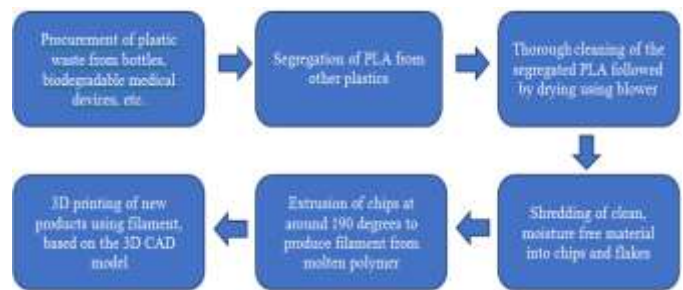 Procurement of plastic
waste from bottles,
biodegradable medical
devices, etc.
Segregation of PLA from
other plastics
Thorough cleaning of the
segregated PLA followed
by drying using blower
Shredding of clean,
moisture free material
into chips and flakes
Extrusion of chips at
around 190 degrees to
produce filament from
molten polymer
3D printing of new
products using filament,
based on the 3D CAD
model